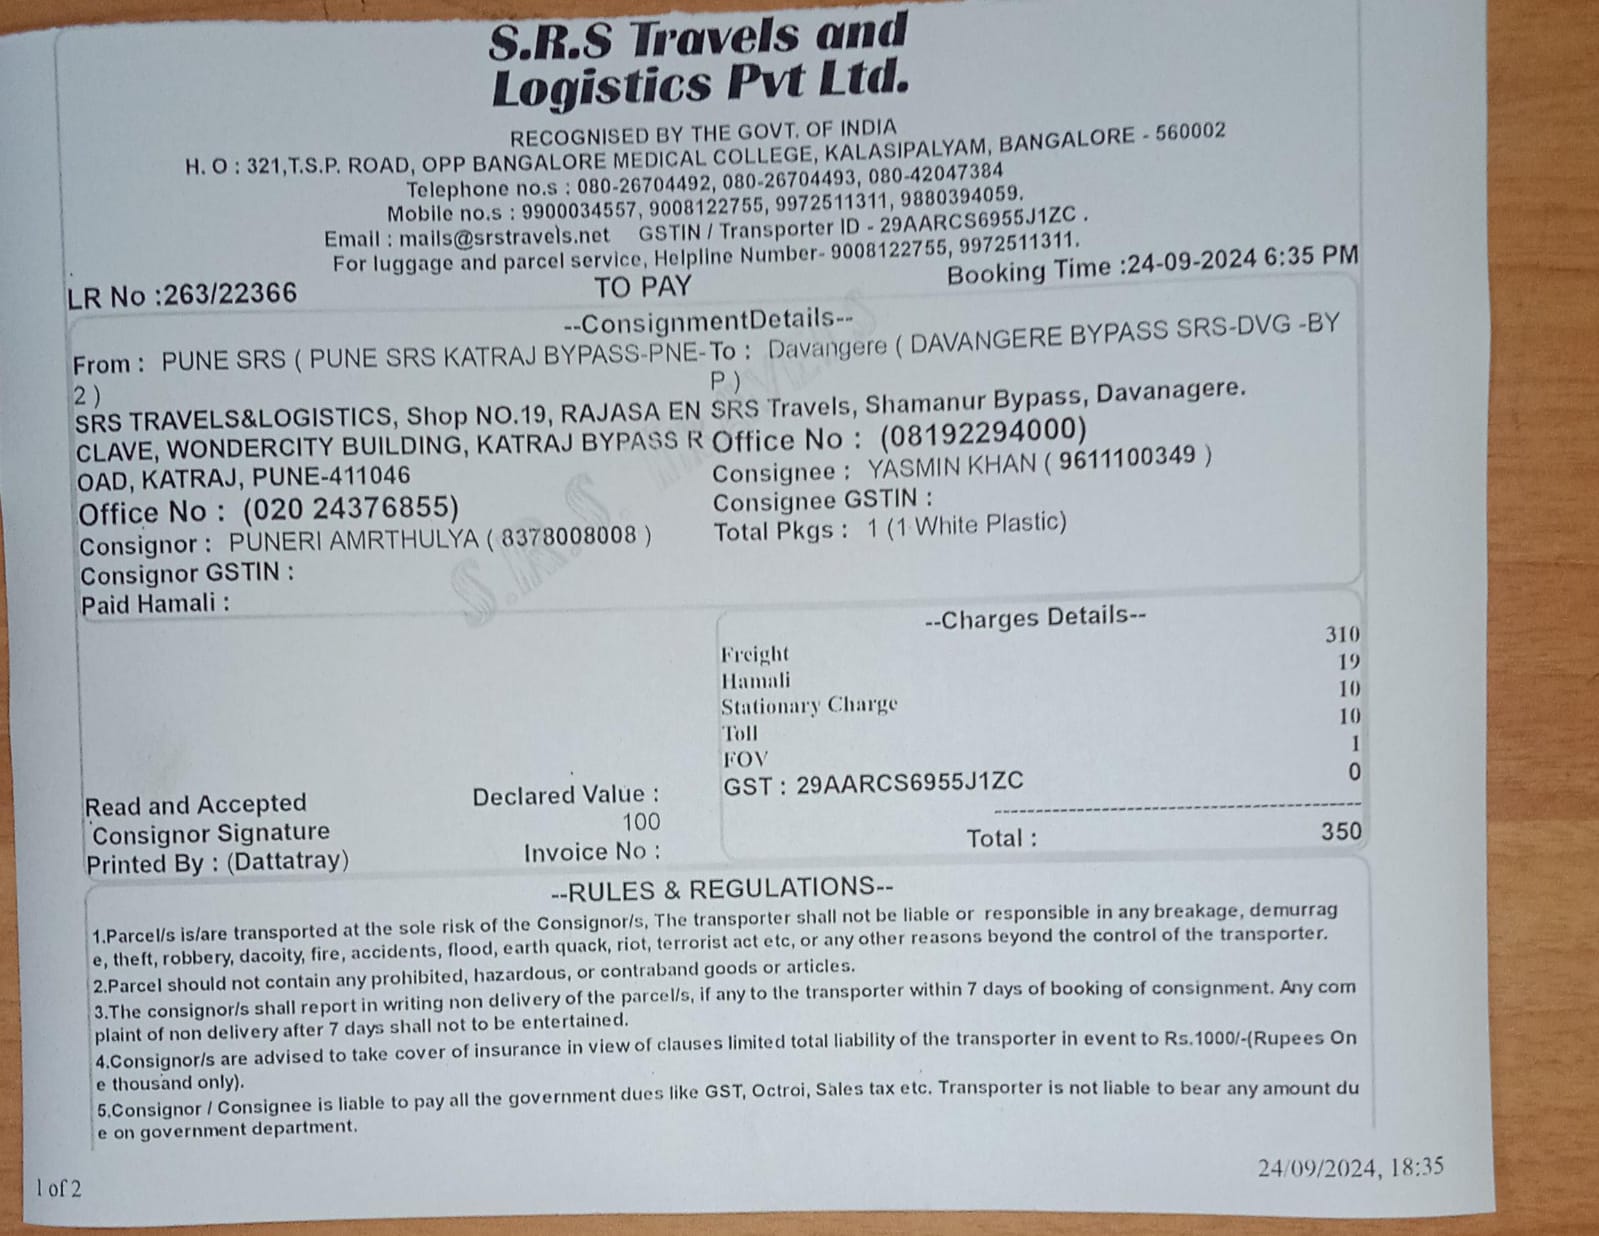 S.R.S Travels and
Logistics Pvt Ltd.
RECOGNISED BY THE GOVT. OF INDIA
H. O : 321,T.S.P. ROAD, OPP BANGALORE MEDICAL COLLEGE, KALASIPALYAM, BANGALORE - 560002
Telephone no.s : 080-26704492, 080-26704493, 080-42047384
Mobile no.s : 9900034557, 9008122755, 9972511311, 9880394059.
Email : mails@srstravels.net GSTIN / Transporter ID - 29AARCS6955J1ZC .
For luggage and parcel service, Helpline Number- 9008122755, 9972511311.
LR No :263/22366 TO PAY Booking Time :24-09-2024 6:35 PM
--ConsignmentDetails--
From : PUNE SRS ( PUNE SRS KATRAJ BYPASS-PNE-
2 )
SRS TRAVELS&LOGISTICS, Shop NO.19, RAJASA EN
CLAVE, WONDERCITY BUILDING, KATRAJ BYPASS R
OAD, KATRAJ, PUNE-411046
Office No : (020 24376855)
Consignor : PUNERI AMRTHULYA ( 8378008008 )
Consignor GSTIN :
Paid Hamali :
To : Davangere ( DAVANGERE BYPASS SRS-DVG -BY
P )
SRS Travels, Shamanur Bypass, Davanagere.
Office No : (08192294000)
Consignee : YASMIN KHAN ( 9611100349 )
Consignee GSTIN :
Total Pkgs : 1 (1 White Plastic)
S.R.S. TRAVELS
--Charges Details--
Freight 310
Hamali 19
Stationary Charge 10
Toll 10
FOV 1
GST : 29AARCS6955J1ZC 0
Total : 350
Read and Accepted
Consignor Signature
Printed By : (Dattatray)
Declared Value :
100
Invoice No :
--RULES & REGULATIONS--
1.Parcel/s is/are transported at the sole risk of the Consignor/s, The transporter shall not be liable or responsible in any breakage, demurrag
e, theft, robbery, dacoity, fire, accidents, flood, earth quack, riot, terrorist act etc, or any other reasons beyond the control of the transporter.
2.Parcel should not contain any prohibited, hazardous, or contraband goods or articles.
3.The consignor/s shall report in writing non delivery of the parcel/s, if any to the transporter within 7 days of booking of consignment. Any com
plaint of non delivery after 7 days shall not to be entertained.
4.Consignor/s are advised to take cover of insurance in view of clauses limited total liability of the transporter in event to Rs.1000/-(Rupees On
e thousand only).
5.Consignor / Consignee is liable to pay all the government dues like GST, Octroi, Sales tax etc. Transporter is not liable to bear any amount du
e on government department.
1 of 2 24/09/2024, 18:35